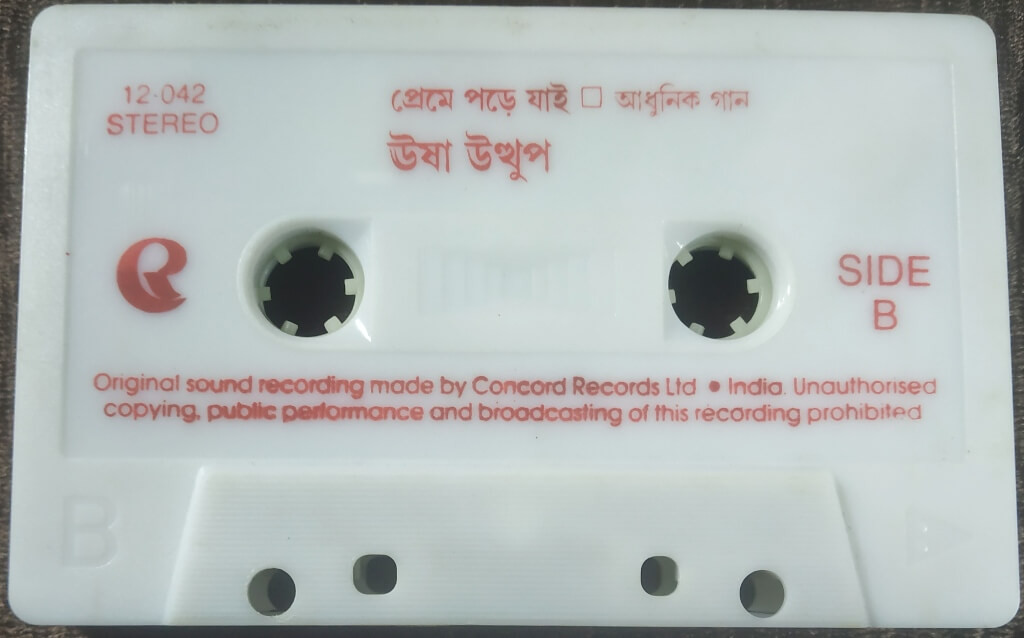 12-042
STEREO
প্রেমে পড়ে যাই □ আধুনিক গান
ঊষা উত্থুপ
SIDE
B
Original sound recording made by Concord Records Ltd • India. Unauthorised
copying, public performance and broadcasting of this recording prohibited
B
A